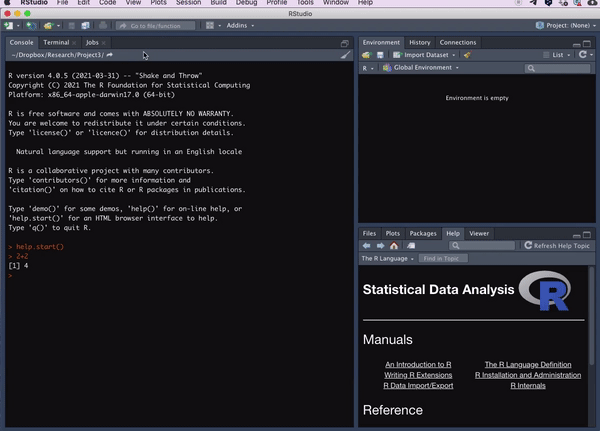 RStudio File Edit Code View Plots Session Build Debug Profile Tools Window Help
RStudio
Go to file/function
Addins
Project: (None)
Console Terminal Jobs
~/Dropbox/Research/Project3/
R version 4.0.5 (2021-03-31) -- "Shake and Throw"
Copyright (C) 2021 The R Foundation for Statistical Computing
Platform: x86_64-apple-darwin17.0 (64-bit)
R is free software and comes with ABSOLUTELY NO WARRANTY.
You are welcome to redistribute it under certain conditions.
Type 'license()' or 'licence()' for distribution details.
Natural language support but running in an English locale
R is a collaborative project with many contributors.
Type 'contributors()' for more information and
'citation()' on how to cite R or R packages in publications.
Type 'demo()' for some demos, 'help()' for on-line help, or
'help.start()' for an HTML browser interface to help.
Type 'q()' to quit R.
> help.start()
> 2+2
[1] 4
>
Environment History Connections
Import Dataset
List
R Global Environment
Environment is empty
Files Plots Packages Help Viewer
Refresh Help Topic
The R Language Find in Topic
Statistical Data Analysis R
Manuals
An Introduction to R The R Language Definition
Writing R Extensions R Installation and Administration
R Data Import/Export R Internals
Reference